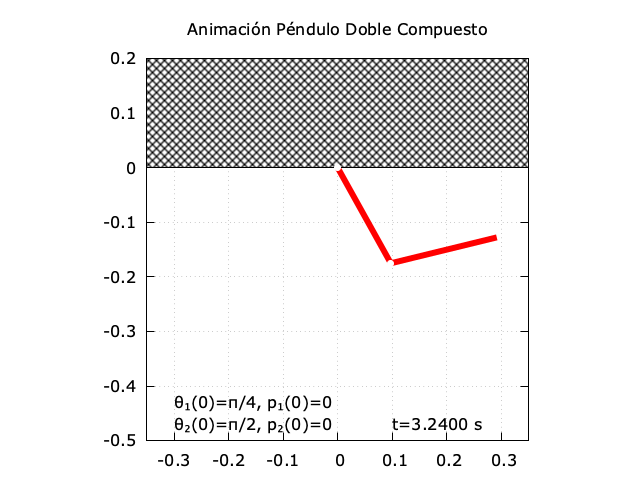 Animación Péndulo Doble Compuesto
0.2
0.1
0
-0.1
-0.2
-0.3
-0.4
-0.5
θ₁(0)=π/4, p₁(0)=0
θ₂(0)=π/2, p₂(0)=0 t=3.2400 s
-0.3 -0.2 -0.1 0 0.1 0.2 0.3